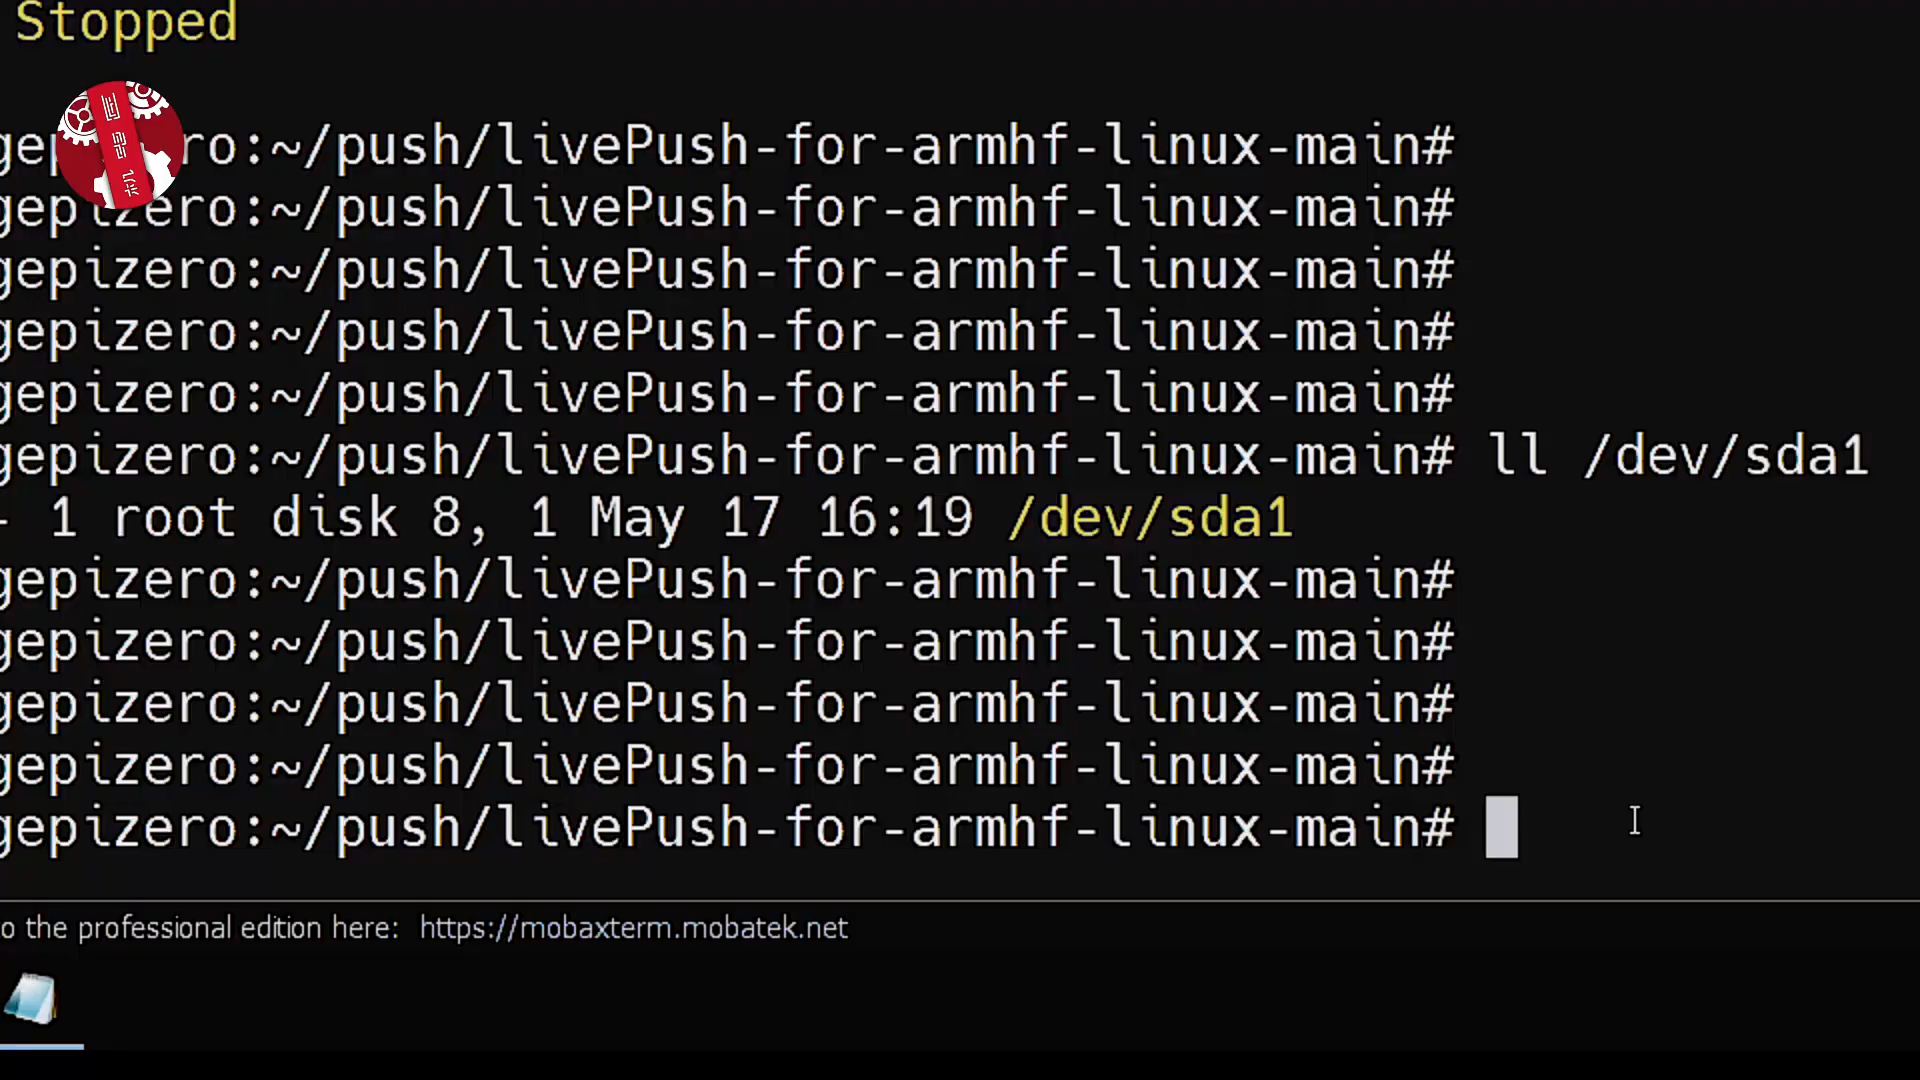 Stopped
gepizero:~/push/livePush-for-armhf-linux-main#
gepizero:~/push/livePush-for-armhf-linux-main#
gepizero:~/push/livePush-for-armhf-linux-main#
gepizero:~/push/livePush-for-armhf-linux-main#
gepizero:~/push/livePush-for-armhf-linux-main#
gepizero:~/push/livePush-for-armhf-linux-main# ll /dev/sda1
- 1 root disk 8, 1 May 17 16:19 /dev/sda1
gepizero:~/push/livePush-for-armhf-linux-main#
gepizero:~/push/livePush-for-armhf-linux-main#
gepizero:~/push/livePush-for-armhf-linux-main#
gepizero:~/push/livePush-for-armhf-linux-main#
gepizero:~/push/livePush-for-armhf-linux-main#
o the professional edition here: https://mobaxterm.mobatek.net